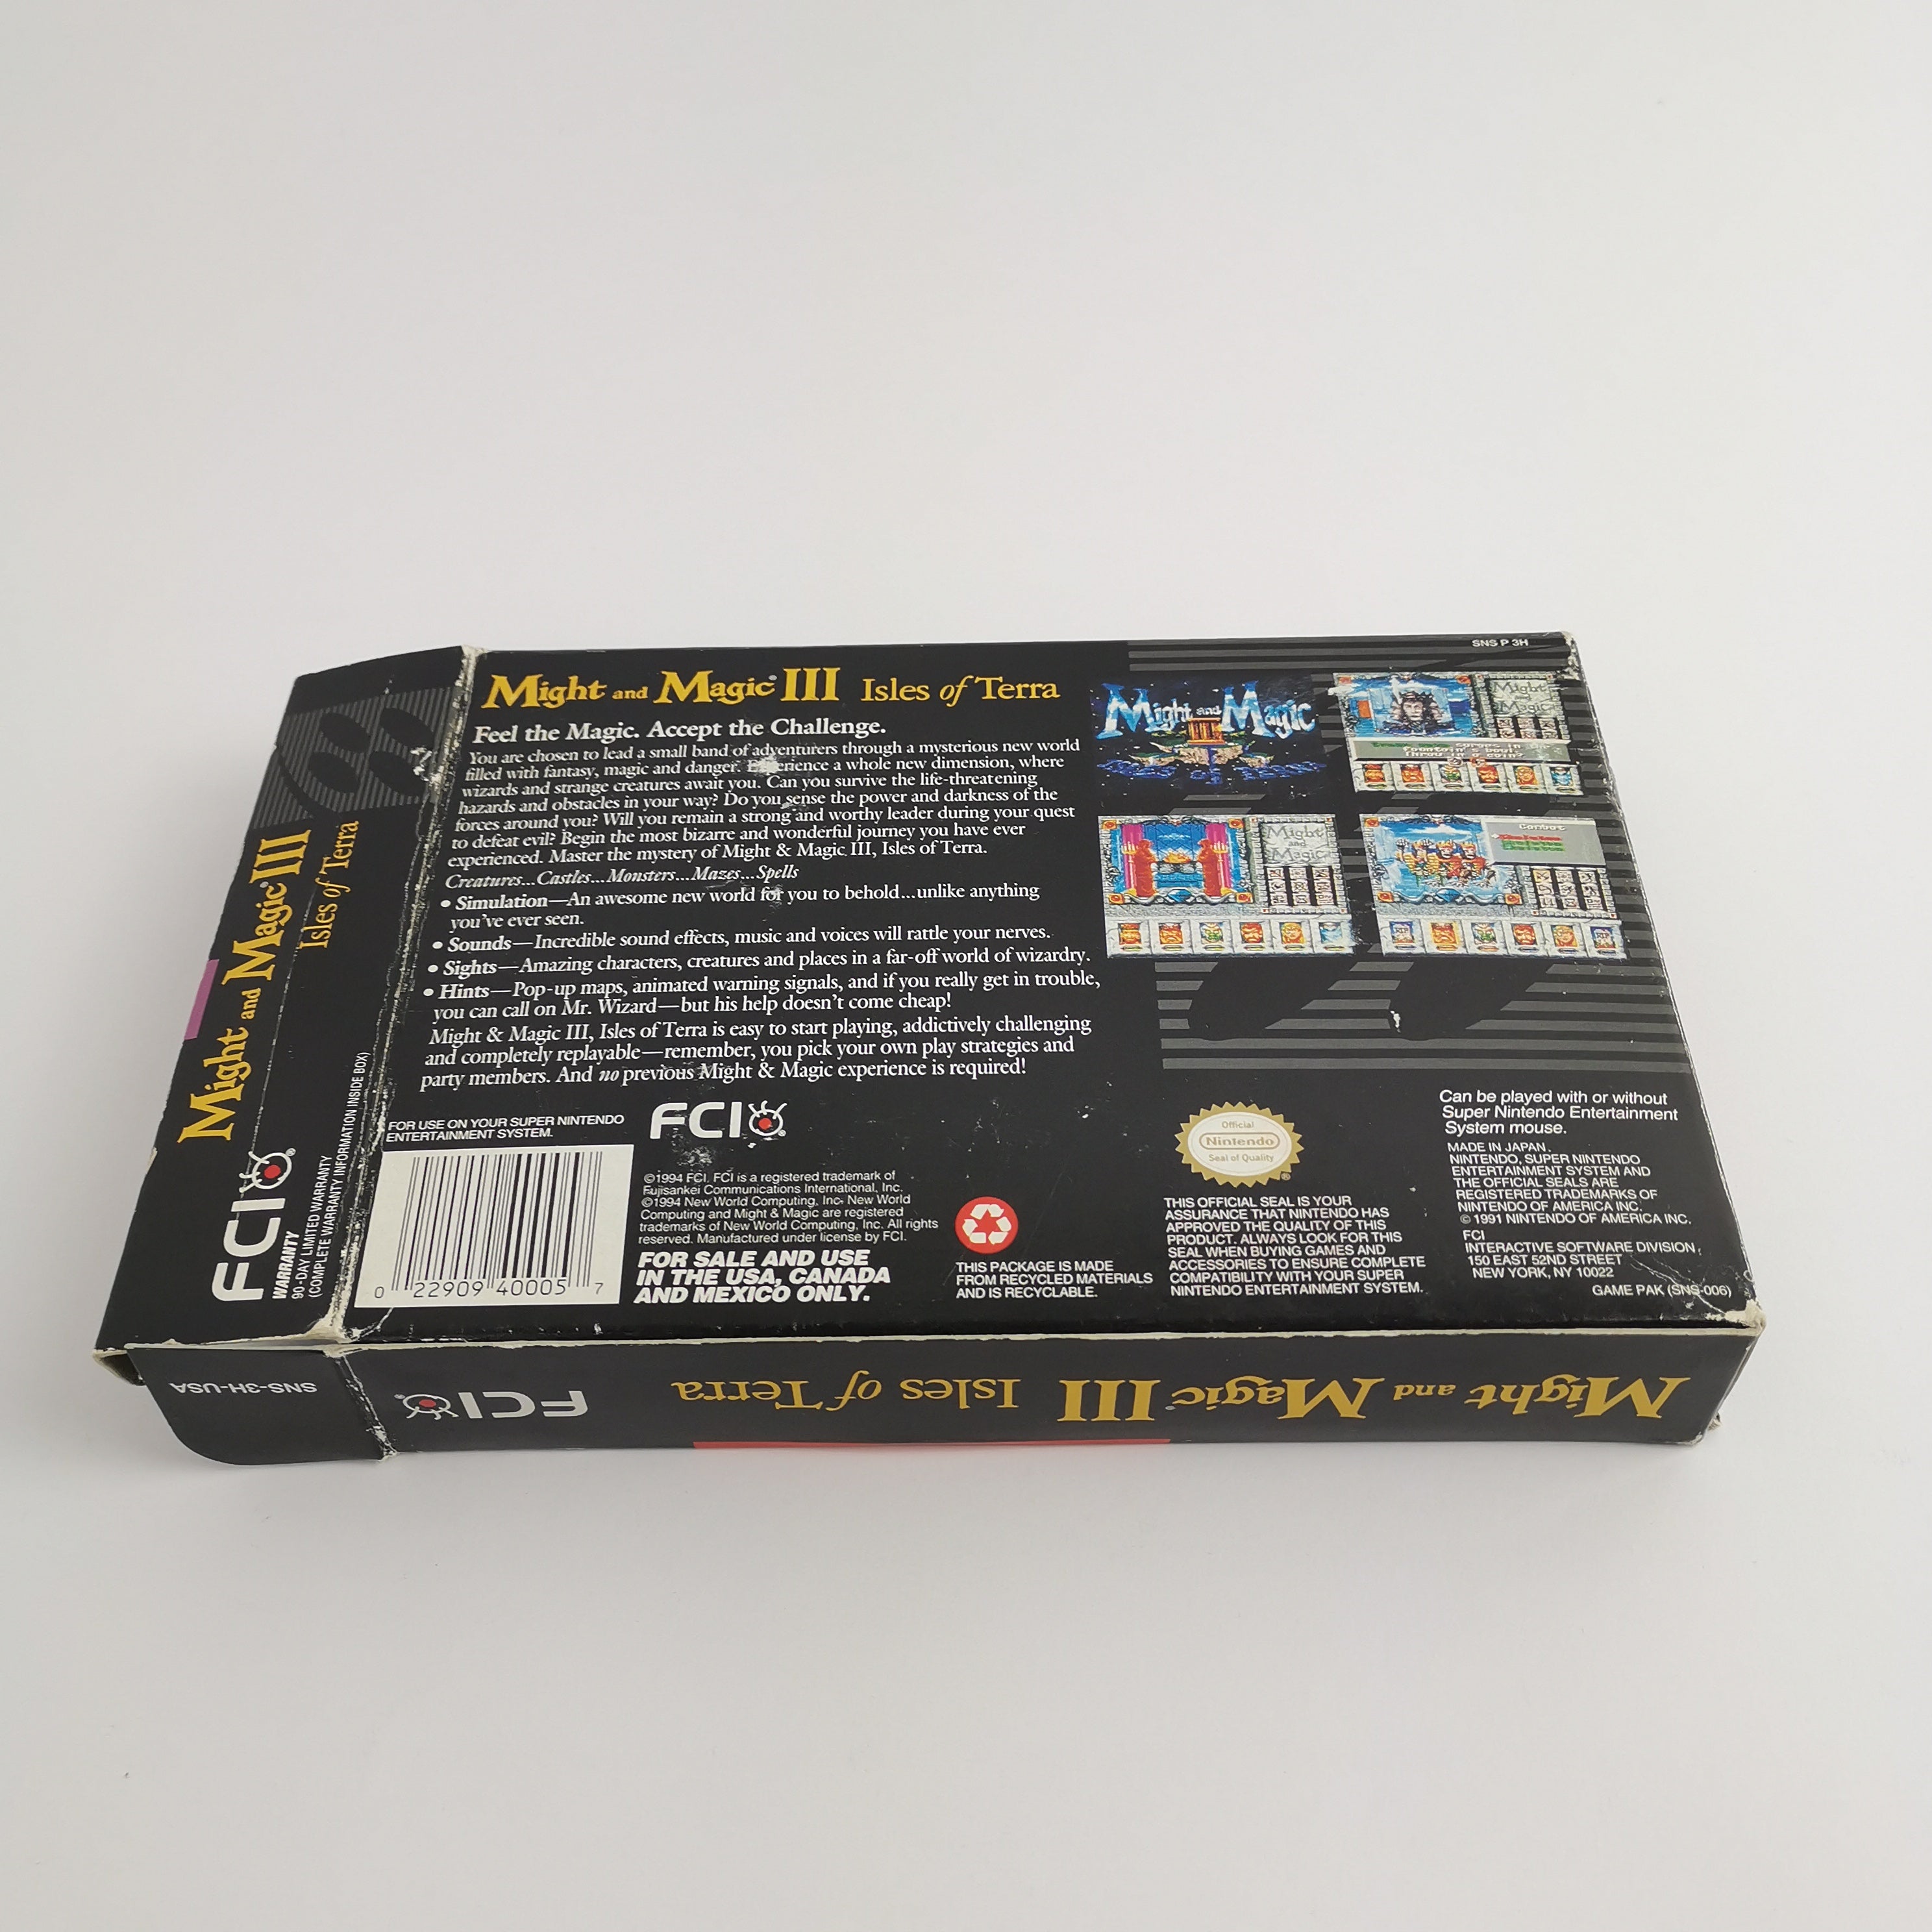 SNS P 3H
Might and Magic III Isles of Terra
Feel the Magic. Accept the Challenge.
You are chosen to lead a small band of adventurers through a mysterious new world
filled with fantasy, magic and danger. Experience a whole new dimension, where
wizards and strange creatures await you. Can you survive the life-threatening
hazards and obstacles in your way? Do you sense the power and darkness of the
forces around you? Will you remain a strong and worthy leader during your quest
to defeat evil? Begin the most bizarre and wonderful journey you have ever
experienced. Master the mystery of Might & Magic III, Isles of Terra.
Creatures...Castles...Monsters...Mazes...Spells
• Simulation—An awesome new world for you to behold...unlike anything
you've ever seen.
• Sounds—Incredible sound effects, music and voices will rattle your nerves.
• Sights—Amazing characters, creatures and places in a far-off world of wizardry.
• Hints—Pop-up maps, animated warning signals, and if you really get in trouble,
you can call on Mr. Wizard—but his help doesn't come cheap!
Might & Magic III, Isles of Terra is easy to start playing, addictively challenging
and completely replayable—remember, you pick your own play strategies and
party members. And no previous Might & Magic experience is required!
Might and Magic
III
Might
and
Magic
Might
and
Magic
Combat
FOR USE ON YOUR SUPER NINTENDO
ENTERTAINMENT SYSTEM.
0 22909 40005 7
FCI
©1994 FCI. FCI is a registered trademark of
Fujisankei Communications International, Inc.
©1994 New World Computing, Inc. New World
Computing and Might & Magic are registered
trademarks of New World Computing, Inc. All rights
reserved. Manufactured under license by FCI.
FOR SALE AND USE
IN THE USA, CANADA
AND MEXICO ONLY.
THIS PACKAGE IS MADE
FROM RECYCLED MATERIALS
AND IS RECYCLABLE.
Official
Nintendo
Seal of Quality
THIS OFFICIAL SEAL IS YOUR
ASSURANCE THAT NINTENDO HAS
APPROVED THE QUALITY OF THIS
PRODUCT. ALWAYS LOOK FOR THIS
SEAL WHEN BUYING GAMES AND
ACCESSORIES TO ENSURE COMPLETE
COMPATIBILITY WITH YOUR SUPER
NINTENDO ENTERTAINMENT SYSTEM.
Can be played with or without
Super Nintendo Entertainment
System mouse.
MADE IN JAPAN.
NINTENDO, SUPER NINTENDO
ENTERTAINMENT SYSTEM AND
THE OFFICIAL SEALS ARE
REGISTERED TRADEMARKS OF
NINTENDO OF AMERICA INC.
© 1991 NINTENDO OF AMERICA INC.
FCI
INTERACTIVE SOFTWARE DIVISION,
150 EAST 52ND STREET
NEW YORK, NY 10022
GAME PAK (SNS-006)
Might and Magic® III
Isles of Terra
FCI®
WARRANTY
90-DAY LIMITED WARRANTY
(COMPLETE WARRANTY INFORMATION INSIDE BOX)
Might and Magic® III Isles of Terra FCI®
SNS-3H-USA